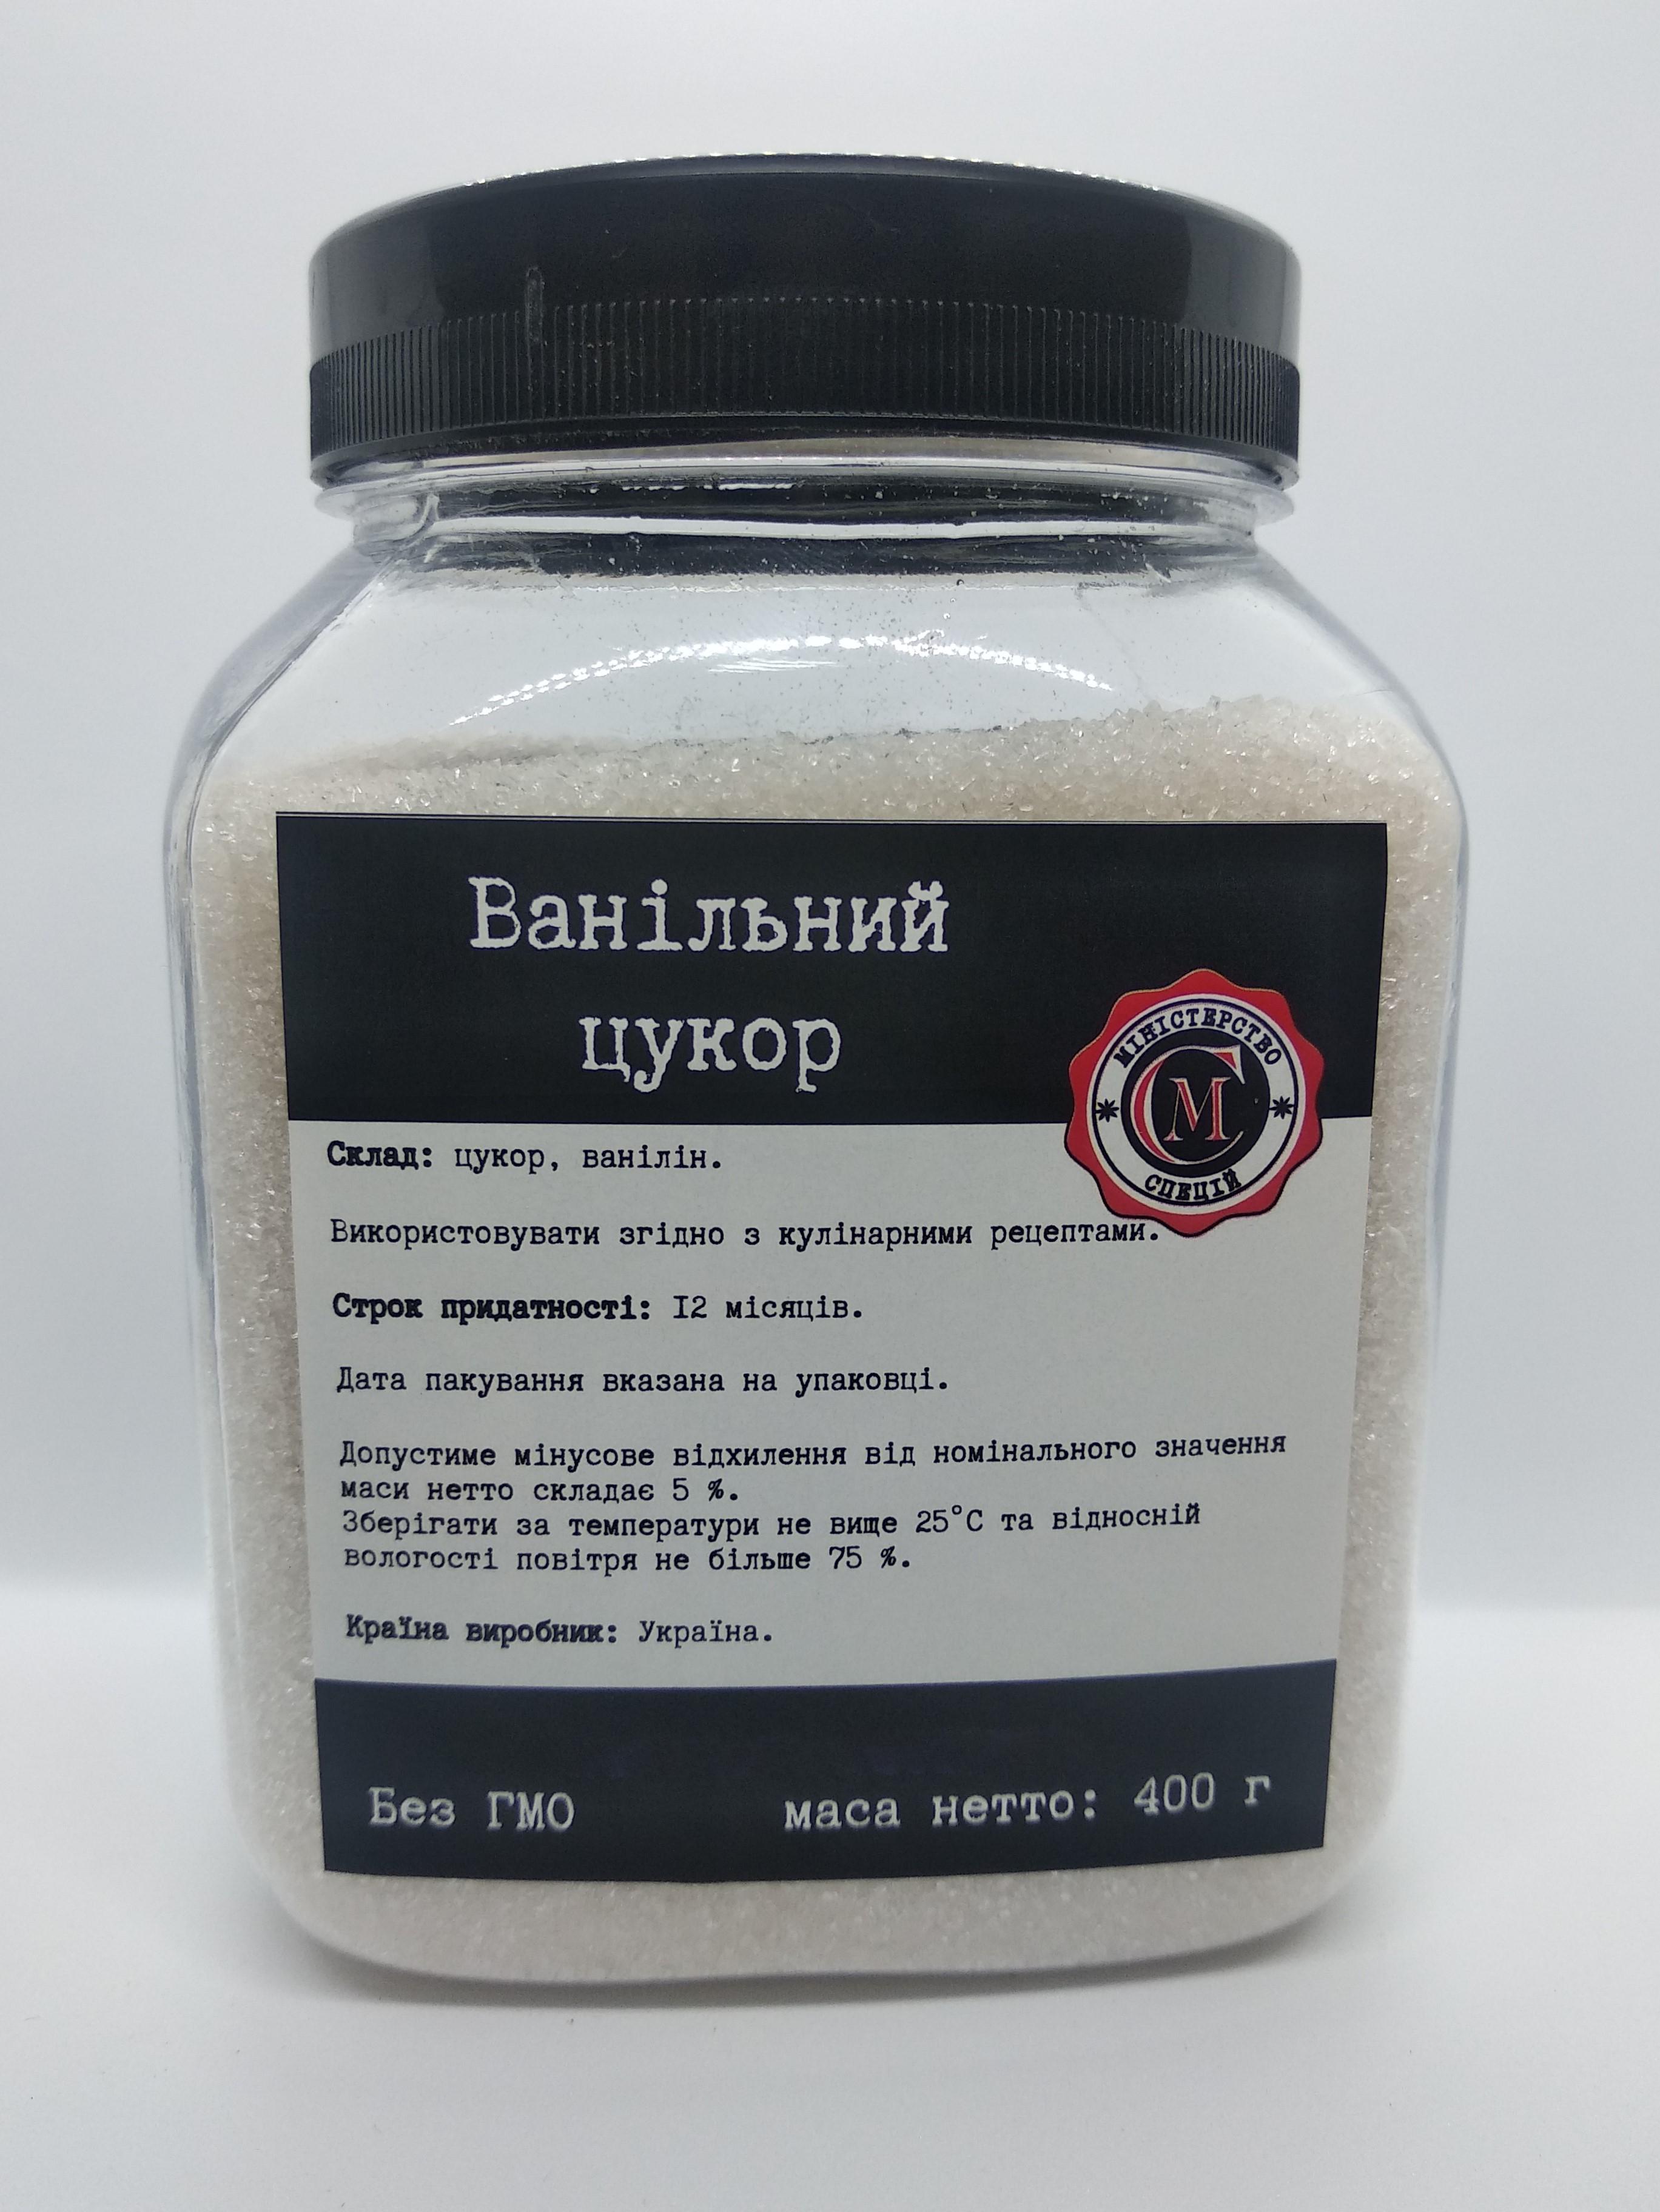 Ванільний
цукор
МІНІСТЕРСТВО
СМ
СПЕЦІЙ
Склад: цукор, ванілін.
Використовувати згідно з кулінарними рецептами.
Строк придатності: I2 місяців.
Дата пакування вказана на упаковці.
Допустиме мінусове відхилення від номінального значення
маси нетто складає 5 %.
Зберігати за температури не вище 25°С та відносній
вологості повітря не більше 75 %.
Країна виробник: Україна.
Без ГМО
маса нетто: 400 г